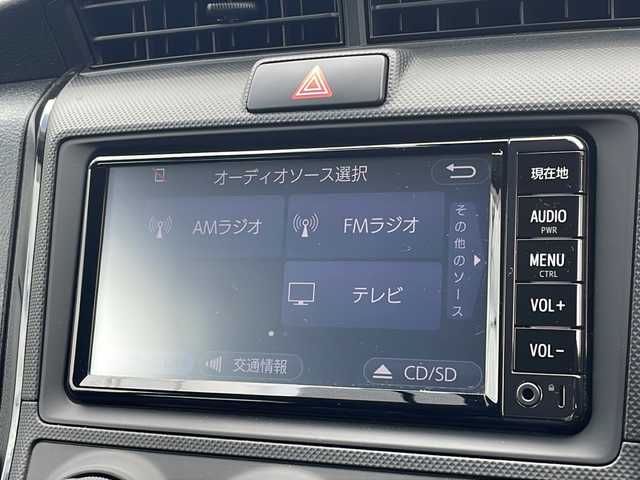 オーディオソース選択
AMラジオ
FMラジオ
テレビ
その他のソース
交通情報
CD/SD
現在地
AUDIO
PWR
MENU
CTRL
VOL+
VOL-